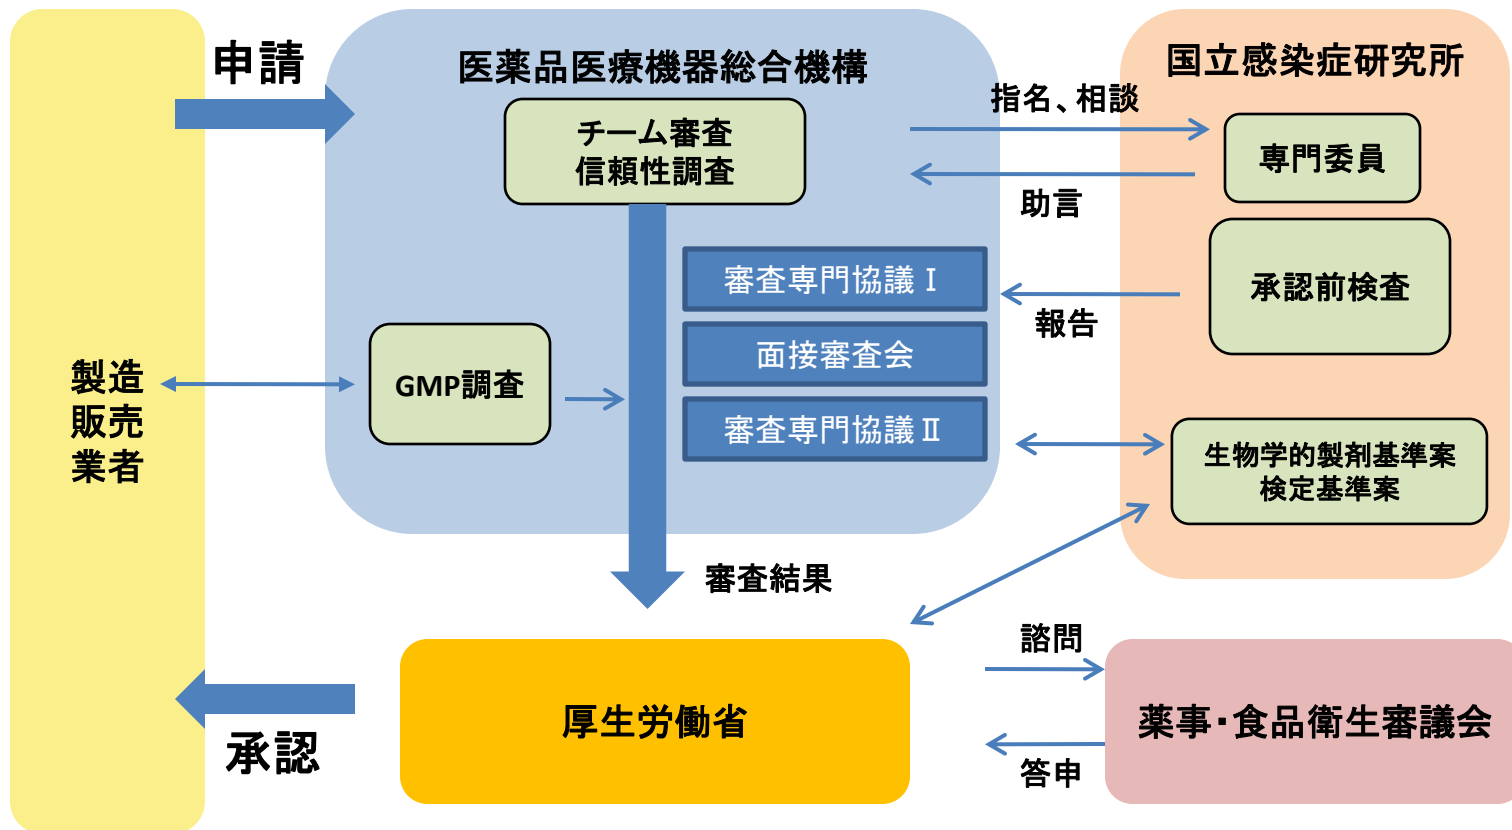 申請
医薬品医療機器総合機構
国立感染症研究所
チーム審査
信頼性調査
指名、相談
専門委員
助言
審査専門協議Ⅰ
承認前検査
報告
面接審査会
GMP調査
審査専門協議Ⅱ
製造
販売
業者
生物学的製剤基準案
検定基準案
審査結果
諮問
厚生労働省
薬事・食品衛生審議会
承認
答申